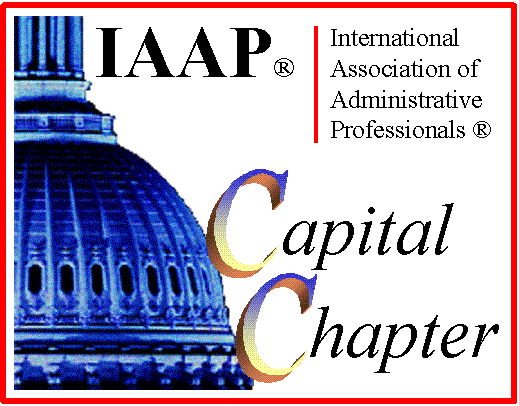 IAAP®
International
Association of
Administrative
Professionals ®
Capital
Chapter